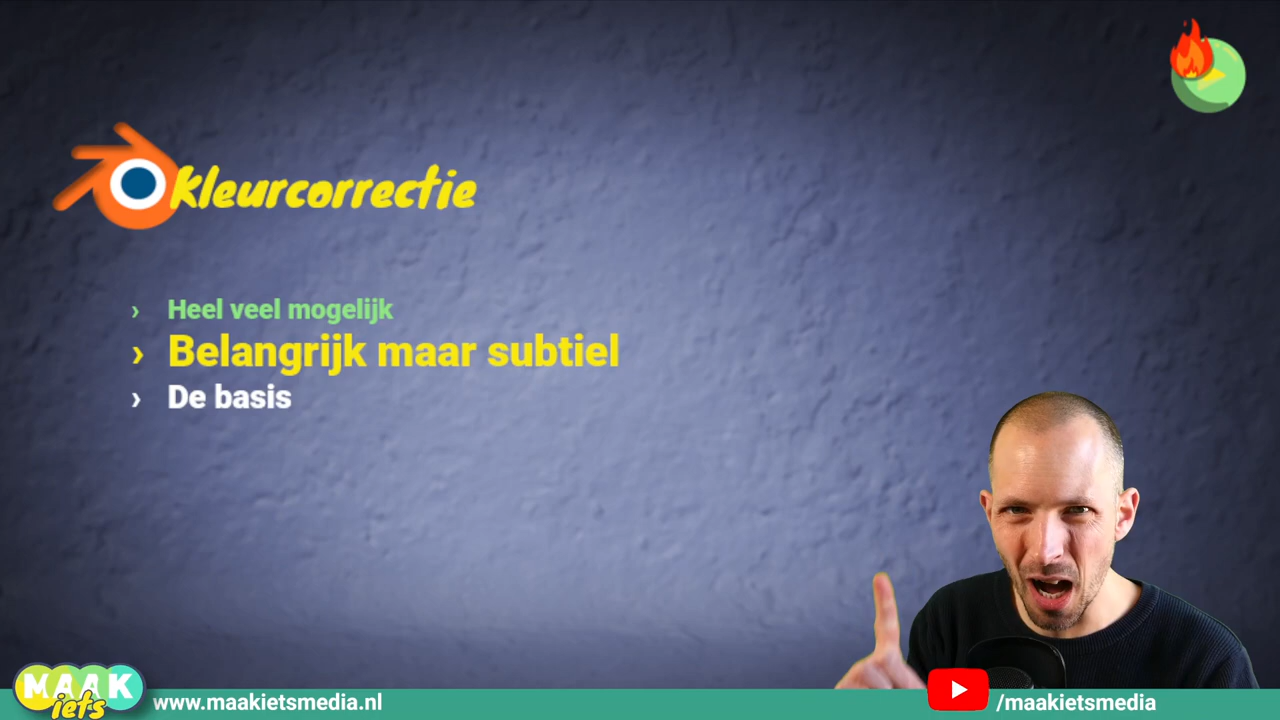 Kleurcorrectie
› Heel veel mogelijk
› Belangrijk maar subtiel
› De basis
MAAK
iets
www.maakietsmedia.nl
/maakietsmedia